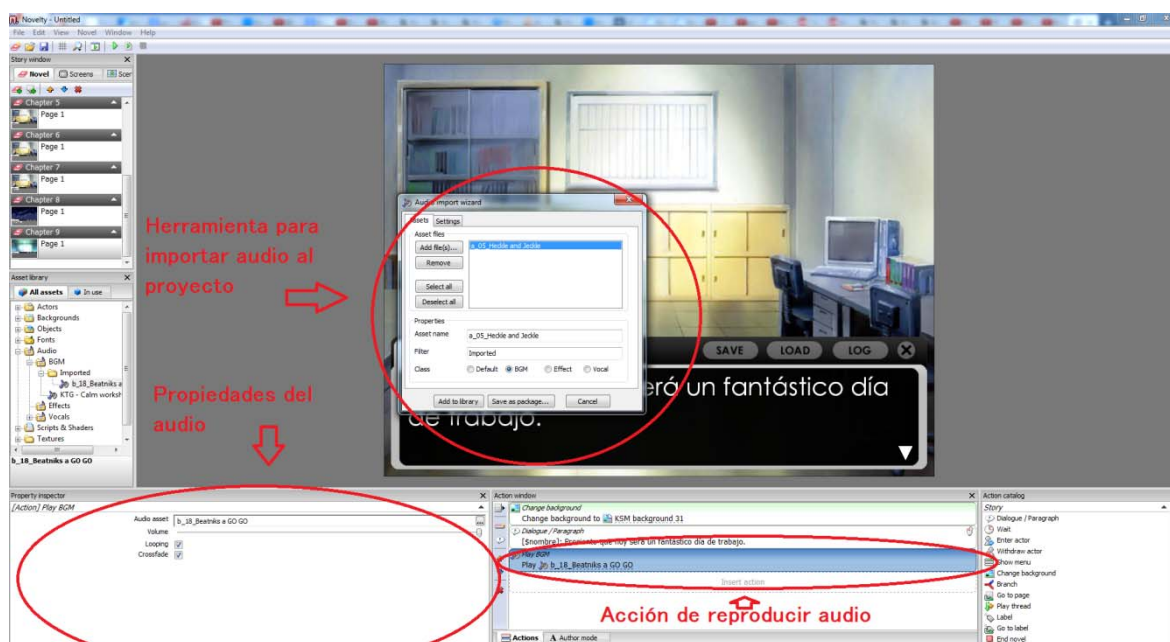 Novelty - Untitled
File Edit View Novel Window Help
Story window
Novel Screens Scer
Chapter 5
Page 1
Chapter 6
Page 1
Chapter 7
Page 1
Chapter 8
Page 1
Chapter 9
Page 1
Asset library
All assets In use
Actors
Backgrounds
Objects
Fonts
Audio
BGM
Imported
b_18_Beatniks a
KTG - Calm worksh
Effects
Vocals
Scripts & Shaders
Textures
b_18_Beatniks a GO GO
Herramienta para
importar audio al
proyecto
Propiedades del
audio
Audio import wizard
Assets Settings
Asset files
Add file(s)...
a_05_Heckle and Jeckle
Remove
Select all
Deselect all
Properties
Asset name a_05_Heckle and Jeckle
Filter Imported
Class Default BGM Effect Vocal
Add to library Save as package... Cancel
SAVE LOAD LOG
erá un fantástico día
de trabajo.
Property inspector
[Action] Play BGM
Audio asset b_18_Beatniks a GO GO
Volume
Looping
Crossfade
Action window
Change background
Change background to KSM background 31
Dialogue / Paragraph
[$nombre]: Presiento que hoy será un fantástico día de trabajo.
Play BGM
Play b_18_Beatniks a GO GO
Insert action
Acción de reproducir audio
Actions Author mode
Action catalog
Story
Dialogue / Paragraph
Wait
Enter actor
Withdraw actor
Show menu
Change background
Branch
Go to page
Play thread
Label
Go to label
End novel